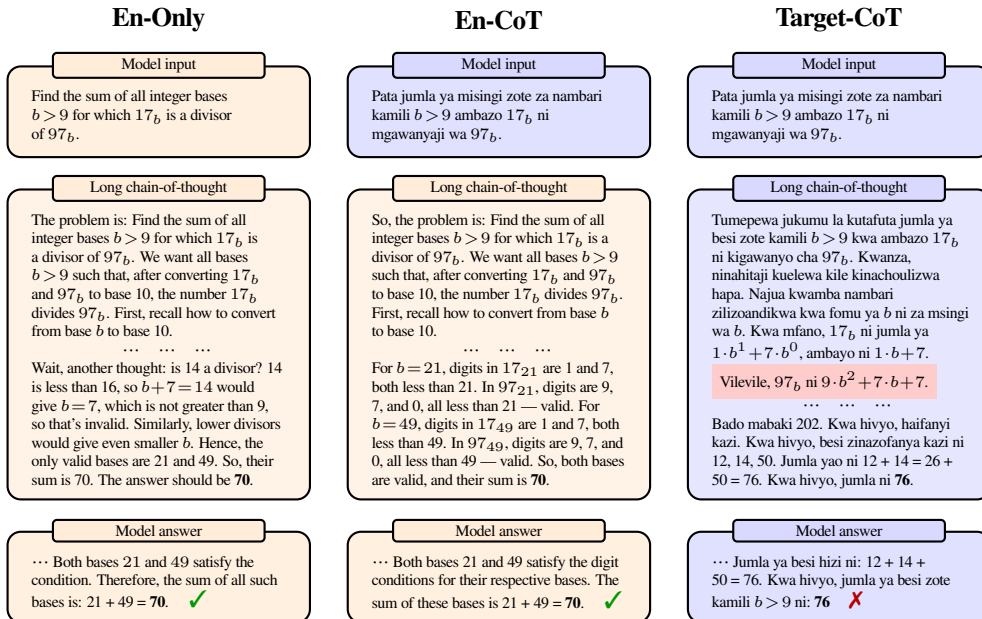 En-Only
Model input
Find the sum of all integer bases
b > 9 for which 17_b is a divisor
of 97_b.
Long chain-of-thought
The problem is: Find the sum of all
integer bases b > 9 for which 17_b is
a divisor of 97_b. We want all bases
b > 9 such that, after converting 17_b
and 97_b to base 10, the number 17_b
divides 97_b. First, recall how to convert
from base b to base 10.
… … …
Wait, another thought: is 14 a divisor? 14
is less than 16, so b + 7 = 14 would
give b = 7, which is not greater than 9,
so that's invalid. Similarly, lower divisors
would give even smaller b. Hence, the
only valid bases are 21 and 49. So, their
sum is 70. The answer should be 70.
Model answer
⋯ Both bases 21 and 49 satisfy the
condition. Therefore, the sum of all such
bases is: 21 + 49 = 70. ✓
En-CoT
Model input
Pata jumla ya misingi zote za nambari
kamili b > 9 ambazo 17_b ni
mgawanyaji wa 97_b.
Long chain-of-thought
So, the problem is: Find the sum of all
integer bases b > 9 for which 17_b is a
divisor of 97_b. We want all bases b > 9
such that, after converting 17_b and 97_b
to base 10, the number 17_b divides 97_b.
First, recall how to convert from base b
to base 10.
… … …
For b = 21, digits in 17_21 are 1 and 7,
both less than 21. In 97_21, digits are 9,
7, and 0, all less than 21 — valid. For
b = 49, digits in 17_49 are 1 and 7, both
less than 49. In 97_49, digits are 9, 7, and
0, all less than 49 — valid. So, both bases
are valid, and their sum is 70.
Model answer
⋯ Both bases 21 and 49 satisfy the digit
conditions for their respective bases. The
sum of these bases is 21 + 49 = 70. ✓
Target-CoT
Model input
Pata jumla ya misingi zote za nambari
kamili b > 9 ambazo 17_b ni
mgawanyaji wa 97_b.
Long chain-of-thought
Tumepewa jukumu la kutafuta jumla ya
besi zote kamili b > 9 kwa ambazo 17_b
ni kigawanyo cha 97_b. Kwanza,
ninahitaji kuelewa kile kinachoulizwa
hapa. Najua kwamba nambari
zilizoandikwa kwa fomu ya b ni za msingi
wa b. Kwa mfano, 17_b ni jumla ya
1·b^1 + 7·b^0, ambayo ni 1·b + 7.
Vilevile, 97_b ni 9·b^2 + 7·b + 7.
… … …
Bado mabaki 202. Kwa hivyo, haifanyi
kazi. Kwa hivyo, besi zinazofanya kazi ni
12, 14, 50. Jumla yao ni 12 + 14 = 26 +
50 = 76. Kwa hivyo, jumla ni 76.
Model answer
⋯ Jumla ya besi hizi ni: 12 + 14 +
50 = 76. Kwa hivyo, jumla ya besi zote
kamili b > 9 ni: 76 ✗